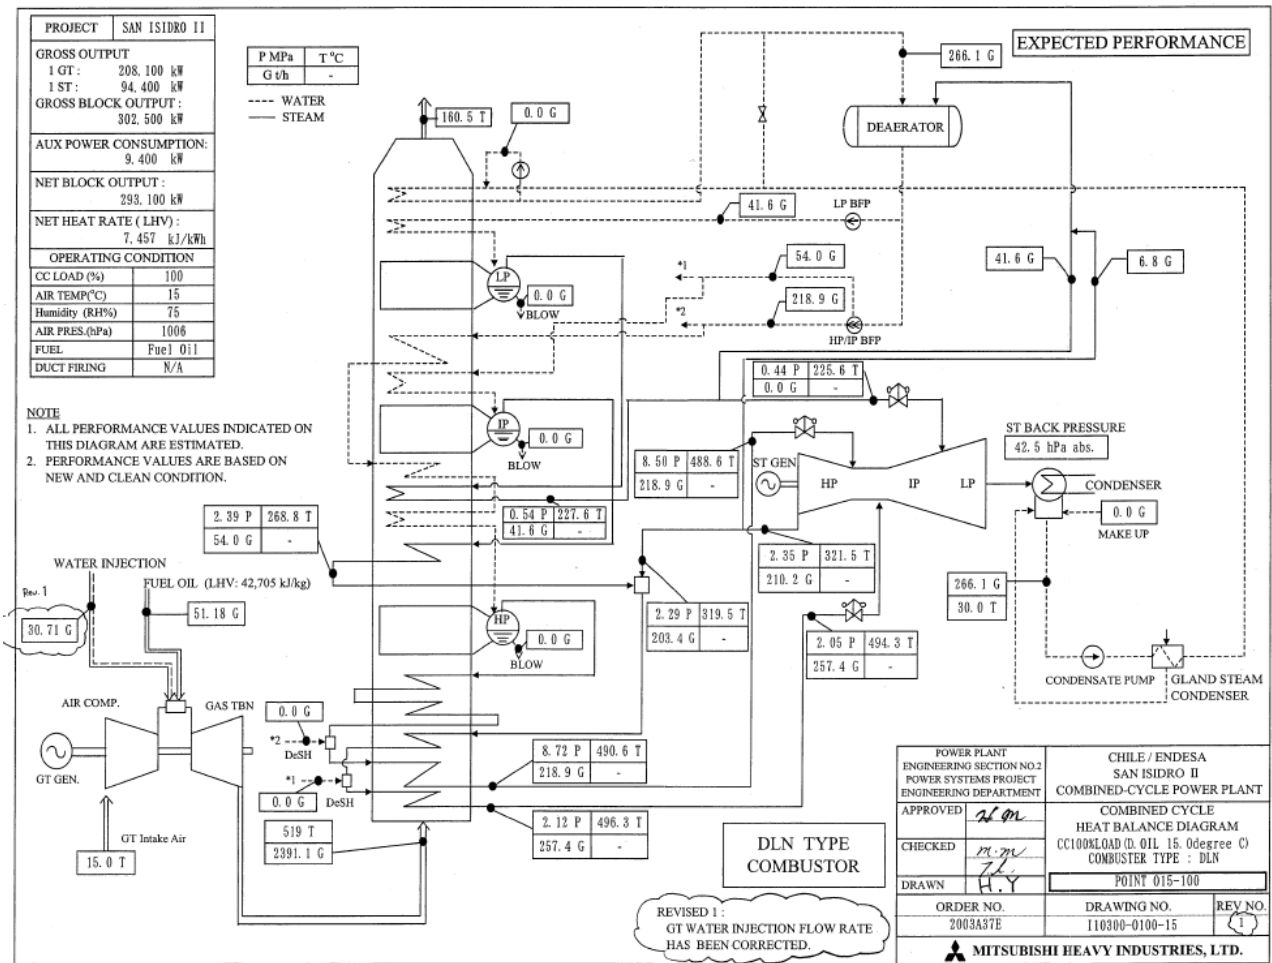 PROJECT SAN ISIDRO II
GROSS OUTPUT
1 GT : 208.100 kW
1 ST : 94.400 kW
GROSS BLOCK OUTPUT :
302,500 kW
AUX POWER CONSUMPTION:
9.400 kW
NET BLOCK OUTPUT :
293.100 kW
NET HEAT RATE ( LHV) :
7.457 kJ/kWh
OPERATING CONDITION
CC LOAD (%) 100
AIR TEMP(°C) 15
Humidity (RH%) 75
AIR PRES.(hPa) 1006
FUEL Fuel Oil
DUCT FIRING N/A
P MPa T °C
G t/h -
WATER
STEAM
EXPECTED PERFORMANCE
NOTE
1. ALL PERFORMANCE VALUES INDICATED ON
THIS DIAGRAM ARE ESTIMATED.
2. PERFORMANCE VALUES ARE BASED ON
NEW AND CLEAN CONDITION.
160.5 T
0.0 G
266.1 G
DEAERATOR
41.6 G
LP BFP
54.0 G
*1
218.9 G
*2
HP/IP BFP
41.6 G
6.8 G
LP
0.0 G
BLOW
IP
0.0 G
BLOW
0.44 P 225.6 T
0.0 G -
8.50 P 488.6 T
218.9 G -
ST GEN
HP IP LP
ST BACK PRESSURE
42.5 hPa abs.
CONDENSER
0.0 G
MAKE UP
0.54 P 227.6 T
41.6 G -
2.39 P 268.8 T
54.0 G -
2.35 P 321.5 T
210.2 G -
2.29 P 319.5 T
203.4 G -
2.05 P 494.3 T
257.4 G -
266.1 G
30.0 T
CONDENSATE PUMP
GLAND STEAM
CONDENSER
WATER INJECTION
FUEL OIL (LHV: 42,705 kJ/kg)
Rev. 1
30.71 G
51.18 G
HP
0.0 G
BLOW
AIR COMP.
GAS TBN
GT GEN.
GT Intake Air
15.0 T
0.0 G
*2
DeSH
*1
0.0 G
DeSH
519 T
2391.1 G
8.72 P 490.6 T
218.9 G -
2.12 P 496.3 T
257.4 G -
DLN TYPE
COMBUSTOR
REVISED 1 :
GT WATER INJECTION FLOW RATE
HAS BEEN CORRECTED.
POWER PLANT
ENGINEERING SECTION NO.2
POWER SYSTEMS PROJECT
ENGINEERING DEPARTMENT
CHILE / ENDESA
SAN ISIDRO II
COMBINED-CYCLE POWER PLANT
APPROVED
CHECKED m.m
DRAWN H.Y
COMBINED CYCLE
HEAT BALANCE DIAGRAM
CC100%LOAD(D.OIL 15.0degree C)
COMBUSTER TYPE : DLN
POINT 015-100
ORDER NO. DRAWING NO. REV NO.
2003A37E I10300-0100-15 1
MITSUBISHI HEAVY INDUSTRIES, LTD.